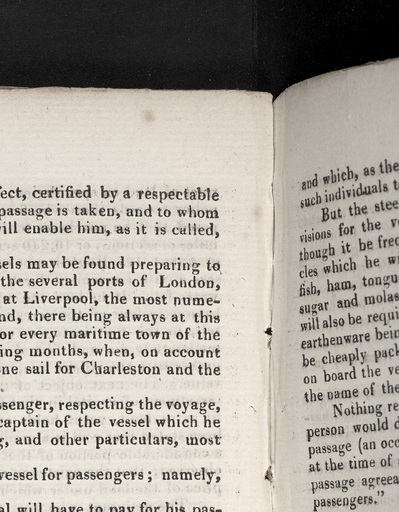 fect, certified by a respectable
passage is taken, and to whom
will enable him, as it is called,
sels may be found preparing to
the several ports of London,
at Liverpool, the most nume-
nd, there being always at this
or every maritime town of the
ing months, when, on account
ne sail for Charleston and the
ssenger, respecting the voyage,
captain of the vessel which he
g, and other particulars, most
vessel for passengers; namely,
al will have to pay for his pas-
and which, as the
such individuals t
But the stee
visions for the v
though it be freq
cles which he w
fish, ham, tongu
sugar and molas
will also be requi
earthenware bein
be cheaply pack
on board the ve
the name of the
Nothing re
person would d
passage (an occ
at the time of
passage agreea
passengers."